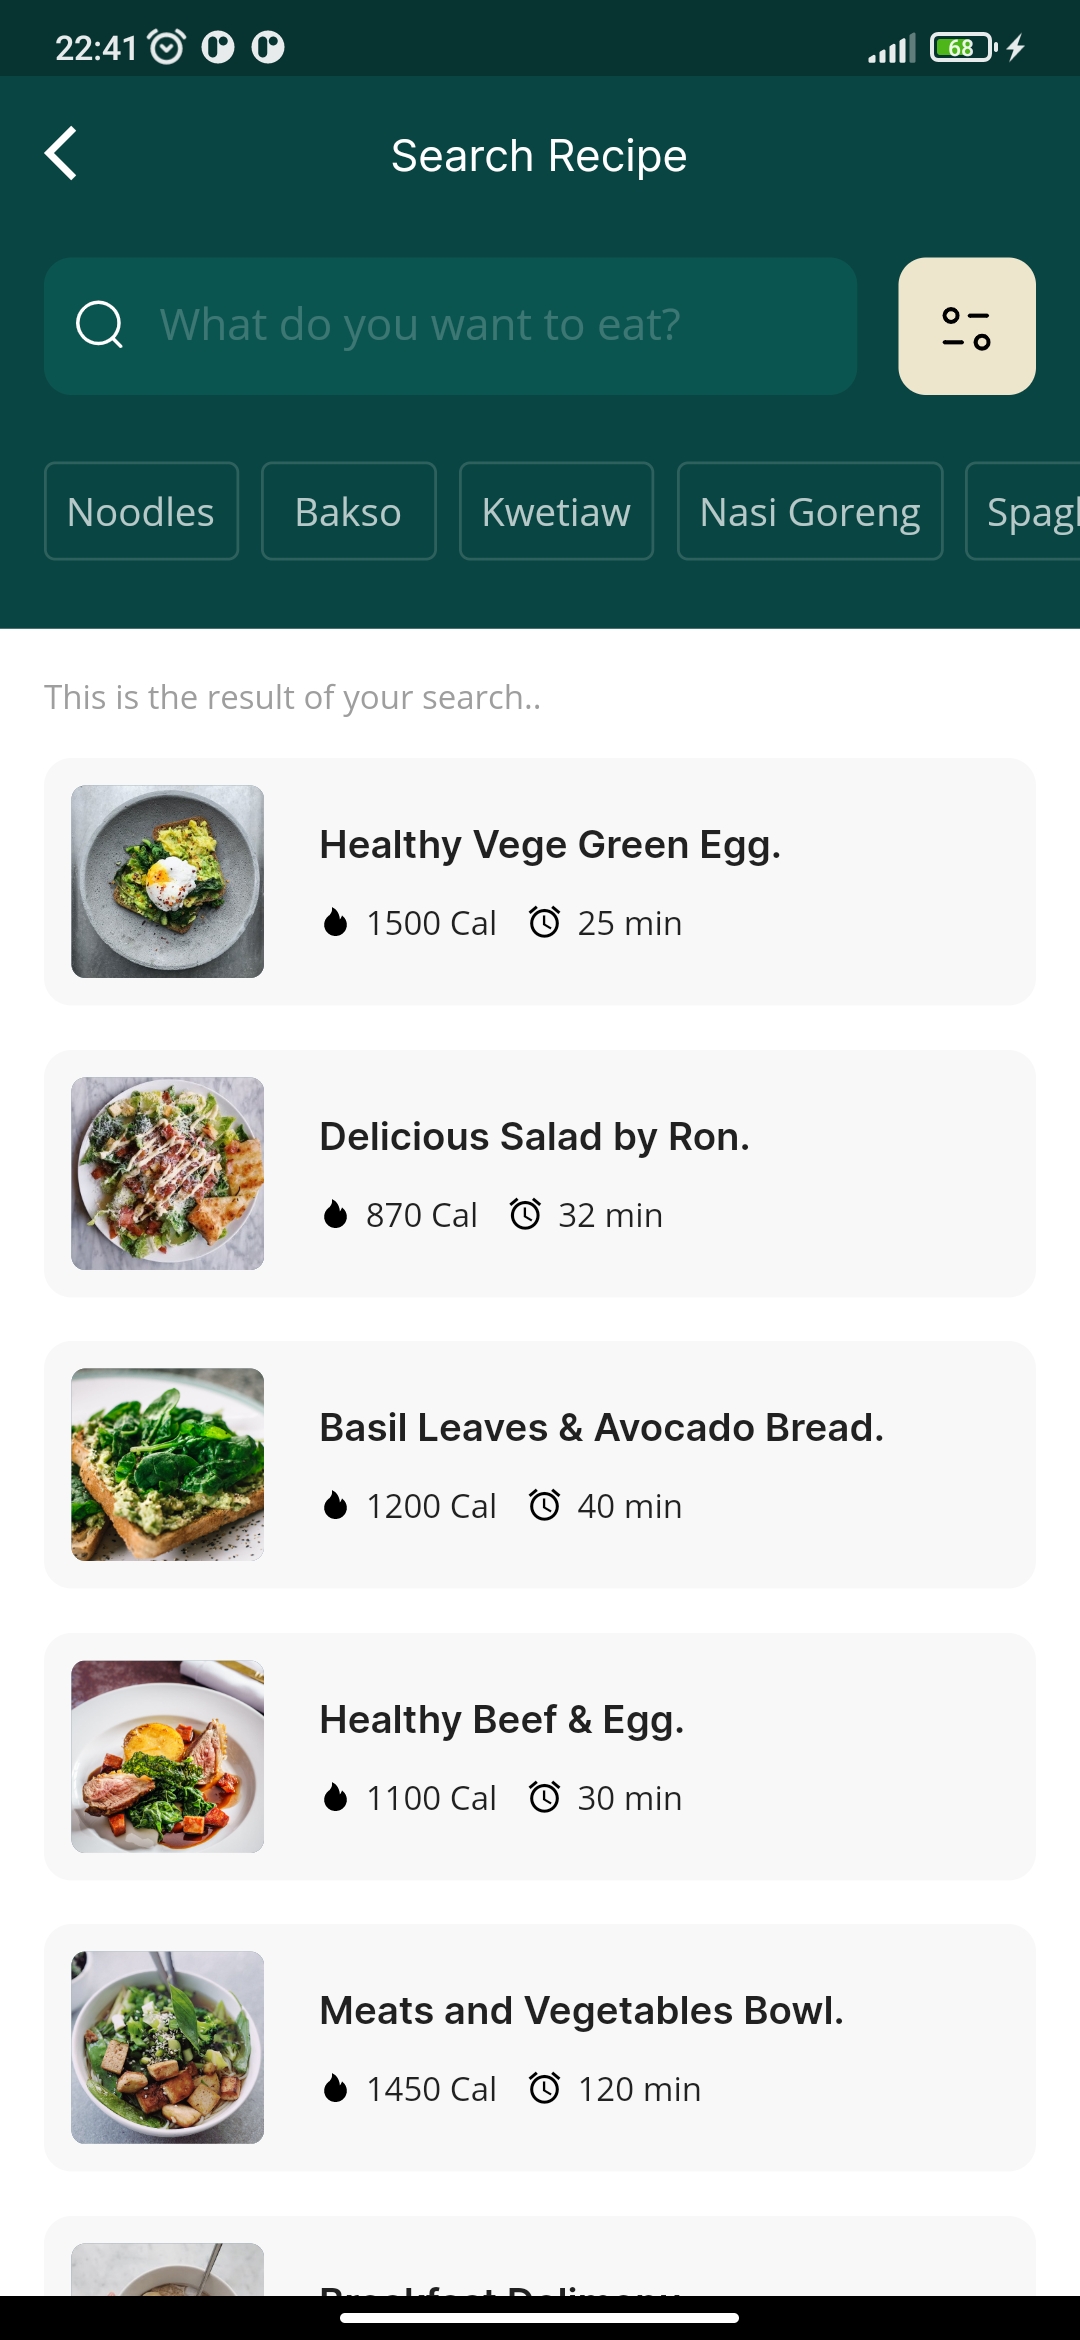 22:41
68
Search Recipe
What do you want to eat?
Noodles Bakso Kwetiaw Nasi Goreng Spag
This is the result of your search..
Healthy Vege Green Egg.
1500 Cal 25 min
Delicious Salad by Ron.
870 Cal 32 min
Basil Leaves & Avocado Bread.
1200 Cal 40 min
Healthy Beef & Egg.
1100 Cal 30 min
Meats and Vegetables Bowl.
1450 Cal 120 min
Breakfast